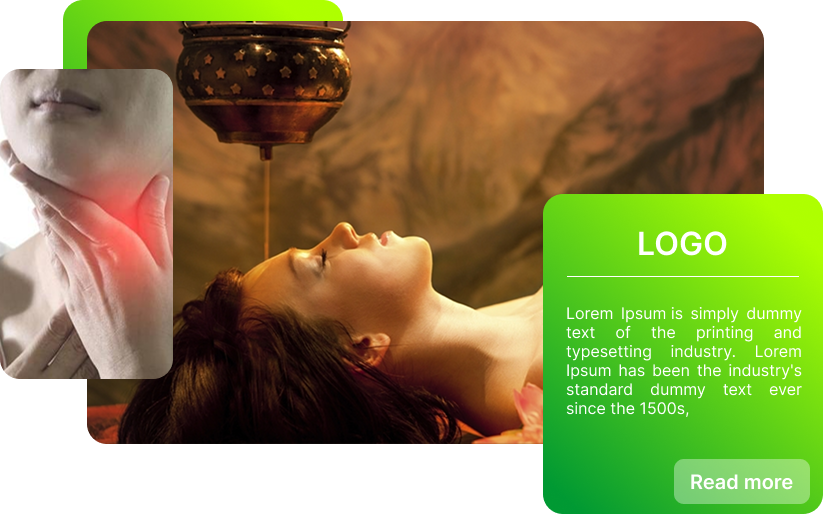 LOGO
Lorem Ipsum is simply dummy
text of the printing and
typesetting industry. Lorem
Ipsum has been the industry's
standard dummy text ever
since the 1500s,
Read more